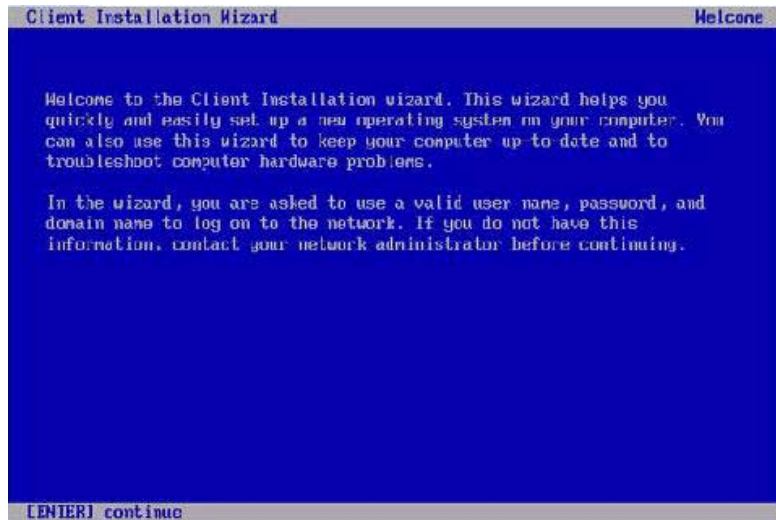 Client Installation Wizard Welcome
Welcome to the Client Installation wizard. This wizard helps you
quickly and easily set up a new operating system on your computer. You
can also use this wizard to keep your computer up-to-date and to
troubleshoot computer hardware problems.
In the wizard, you are asked to use a valid user name, password, and
domain name to log on to the network. If you do not have this
information, contact your network administrator before continuing.
[ENTER] continue